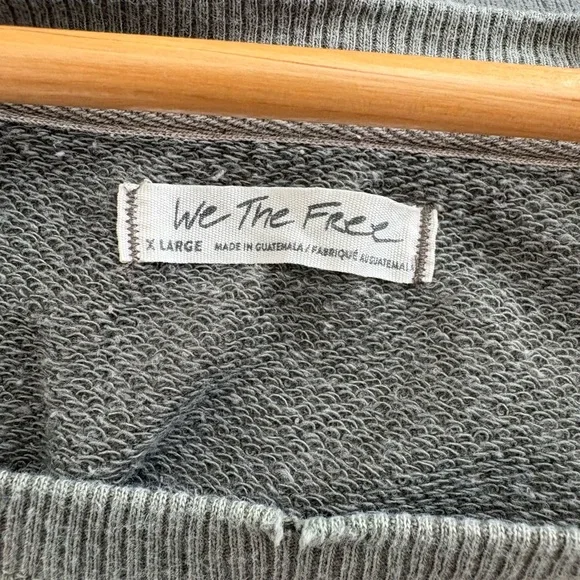 We The Free
X LARGE MADE IN GUATEMALA / FABRIQUÉ AU GUATEMALA